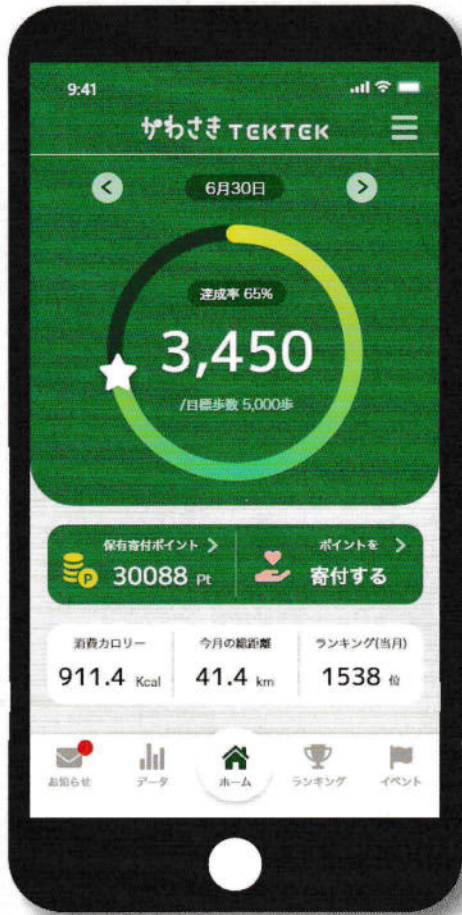 9:41
かわさき TEKTEK
6月30日
達成率 65%
3,450
/目標歩数 5,000歩
保有寄付ポイント
30088 Pt
ポイントを
寄付する
消費カロリー
911.4 Kcal
今月の総距離
41.4 km
ランキング(当月)
1538 位
お知らせ
データ
ホーム
ランキング
イベント